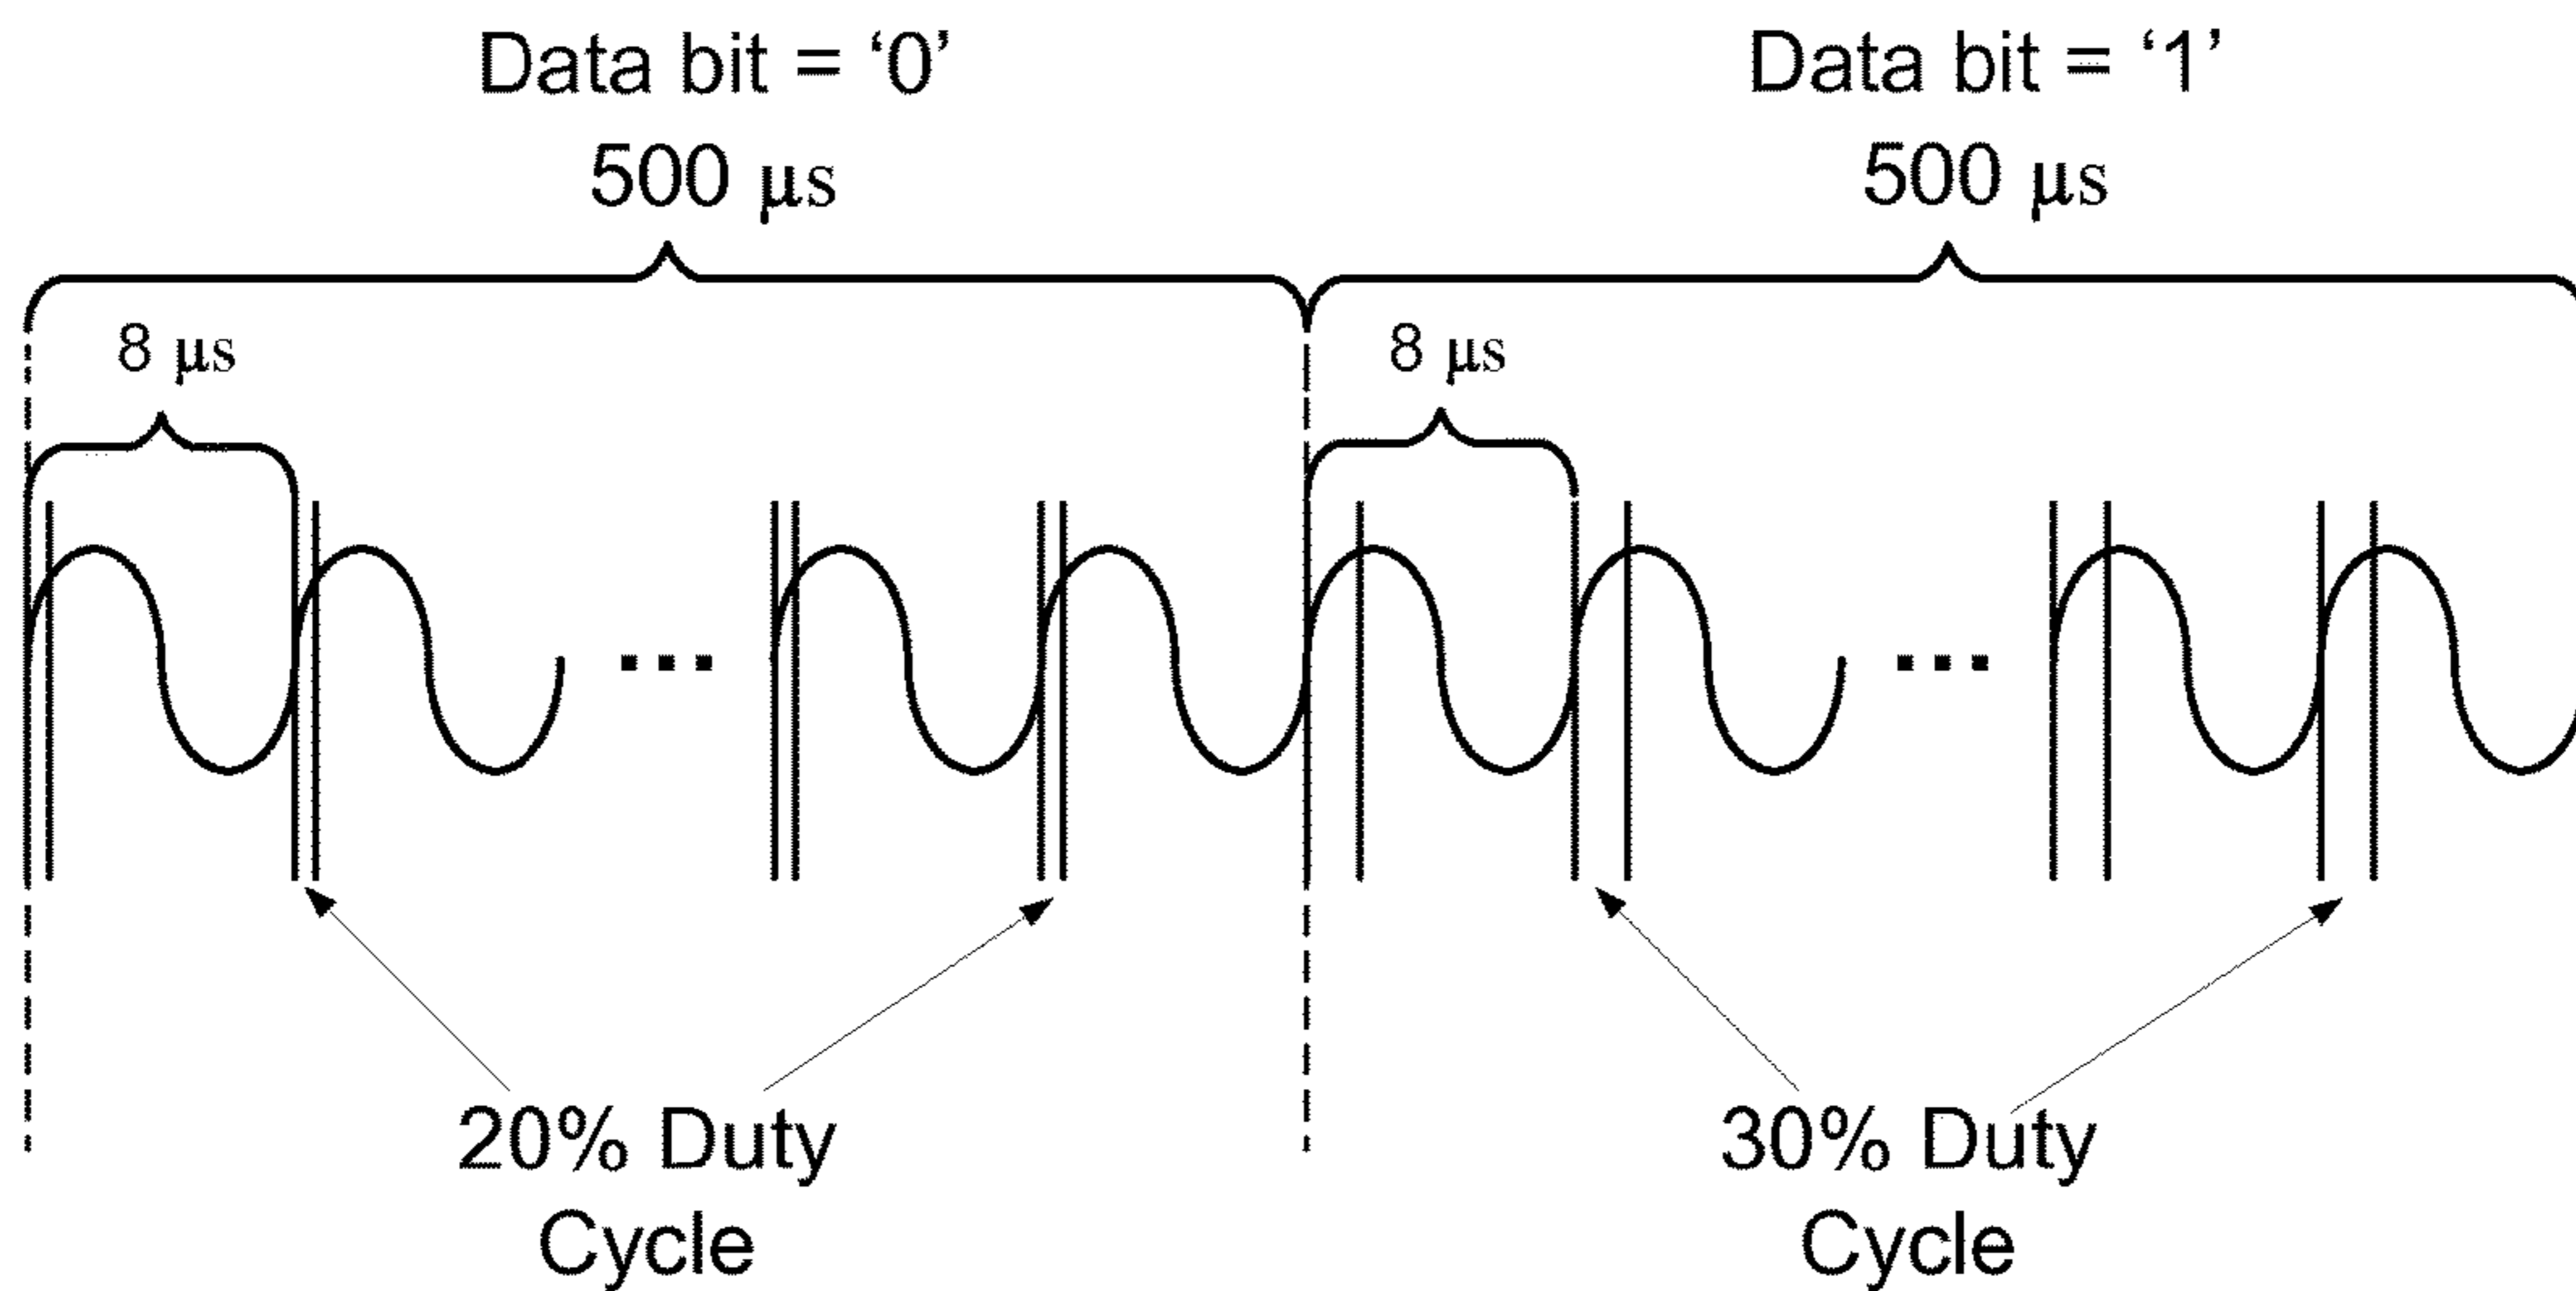 Data bit = ‘0’
500 μs
Data bit = ‘1’
500 μs
8 μs
8 μs
20% Duty
Cycle
30% Duty
Cycle